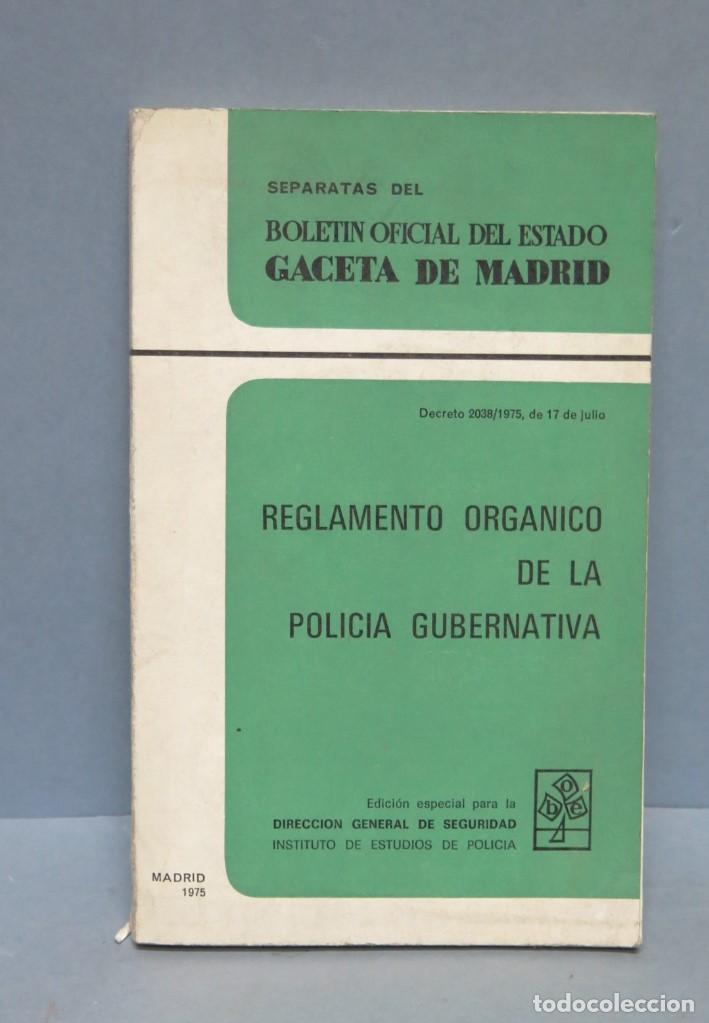 SEPARATAS DEL
BOLETIN OFICIAL DEL ESTADO
GACETA DE MADRID
Decreto 2038/1975, de 17 de julio
REGLAMENTO ORGANICO
DE LA
POLICIA GUBERNATIVA
Edición especial para la
DIRECCION GENERAL DE SEGURIDAD
INSTITUTO DE ESTUDIOS DE POLICIA
boe
MADRID
1975
todocoleccion